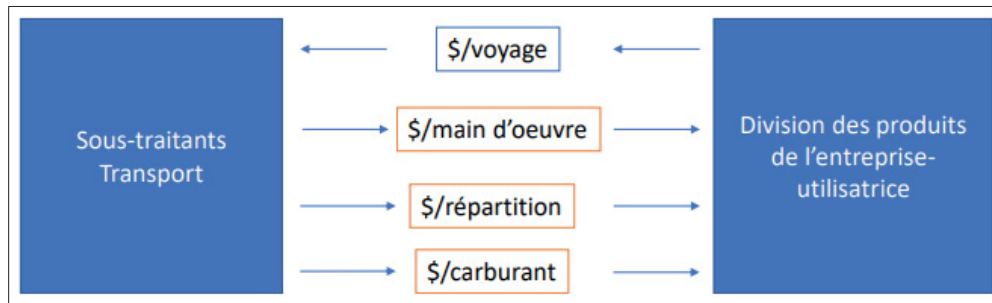 $/voyage
Sous-traitants
Transport
$/main d'oeuvre
$/répartition
$/carburant
Division des produits
de l'entreprise-
utilisatrice